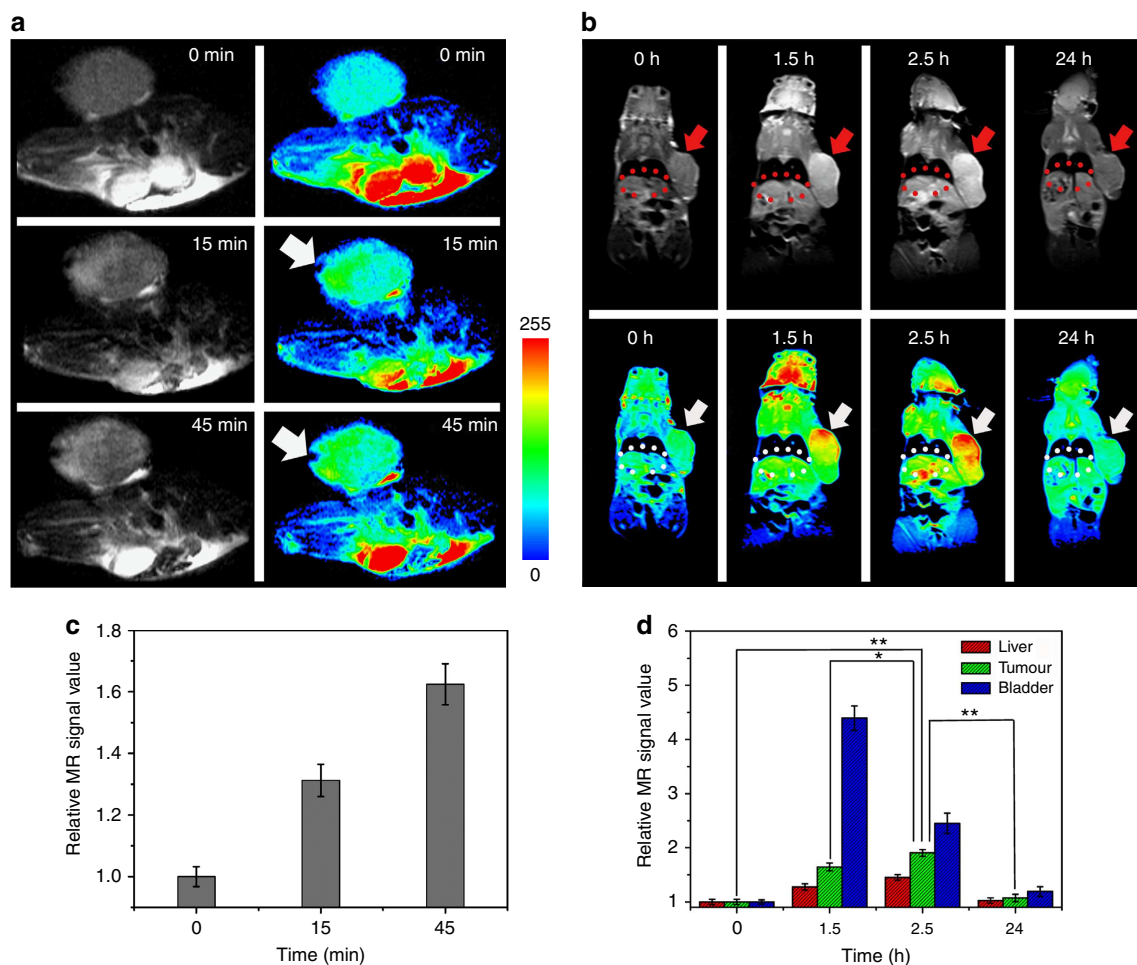 a
0 min
0 min
15 min
15 min
45 min
45 min
255
0
b
0 h
1.5 h
2.5 h
24 h
0 h
1.5 h
2.5 h
24 h
c
Relative MR signal value
1.8
1.6
1.4
1.2
1.0
0
15
45
Time (min)
d
Relative MR signal value
6
5
4
3
2
1
**
*
**
Liver
Tumour
Bladder
0
1.5
2.5
24
Time (h)